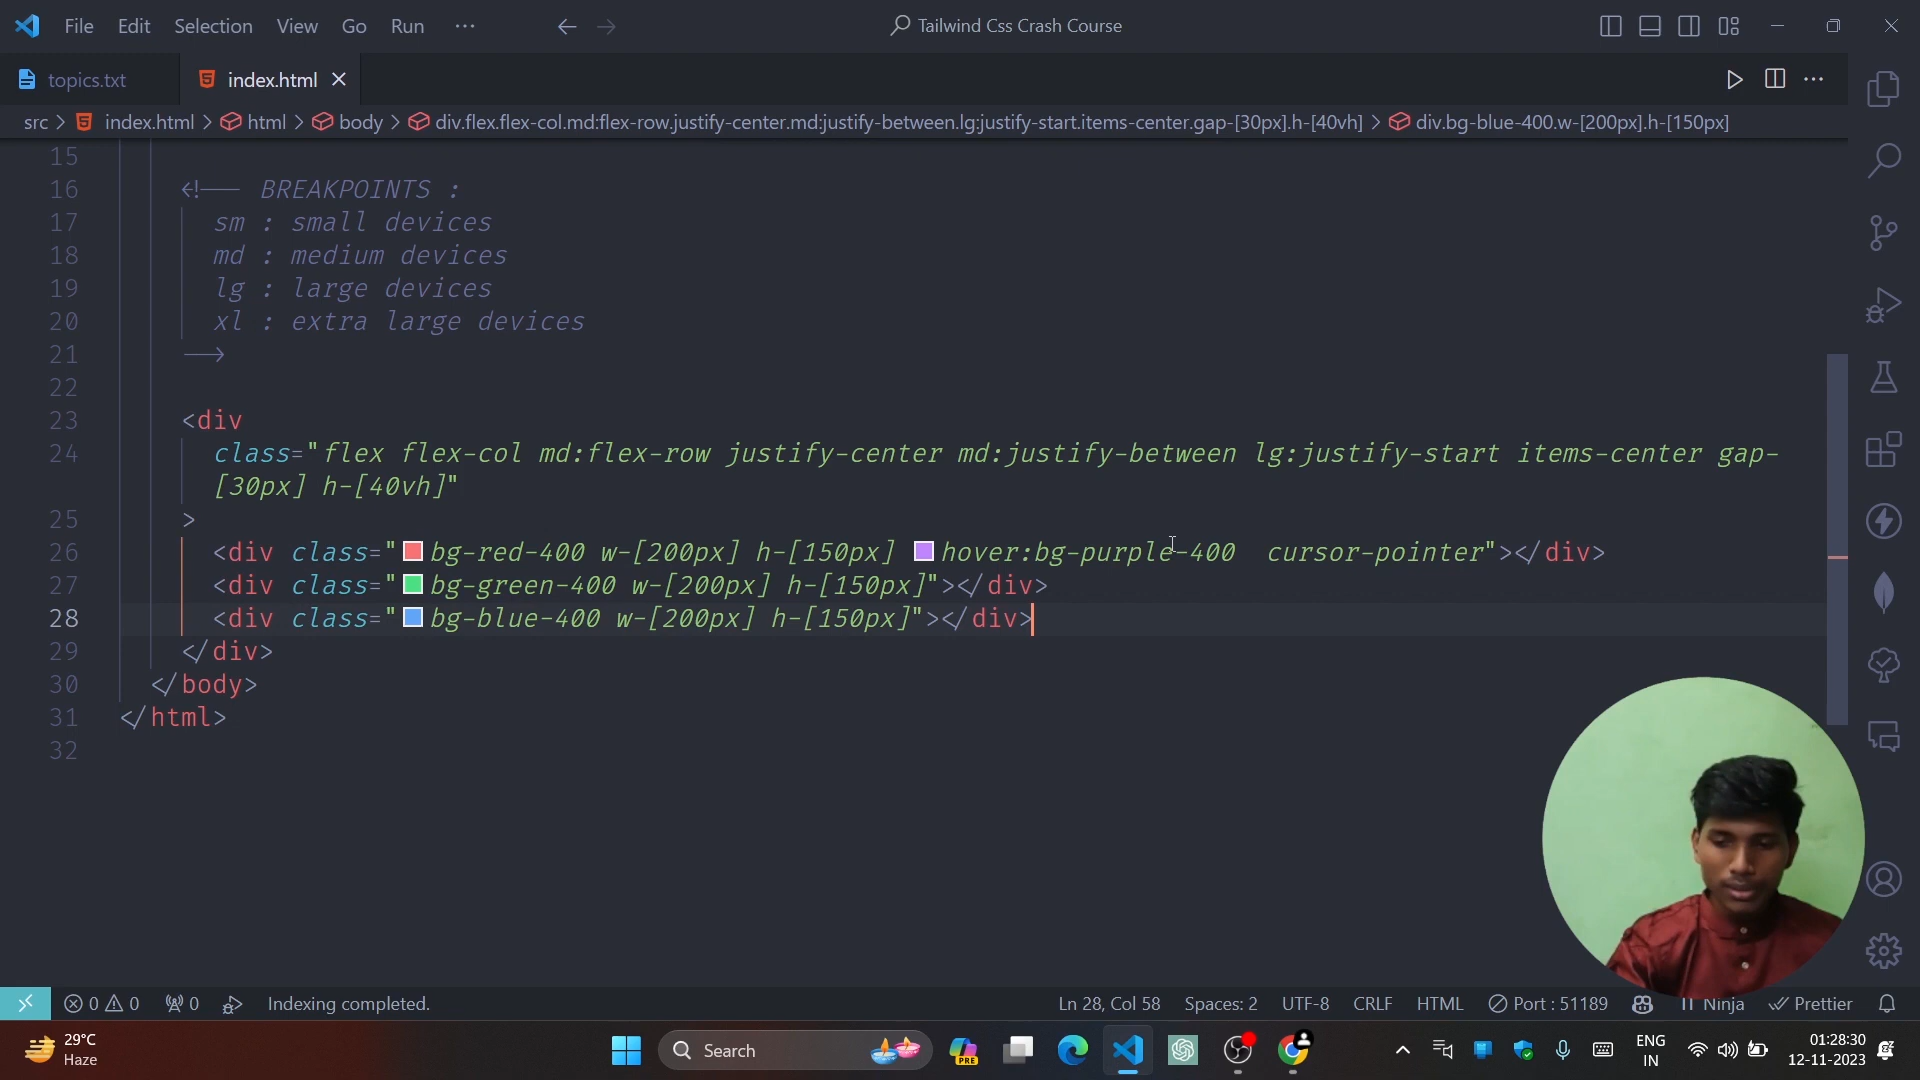 File Edit Selection View Go Run ··· Tailwind Css Crash Course
topics.txt index.html
src > index.html > html > body > div.flex.flex-col.md:flex-row.justify-center.md:justify-between.lg:justify-start.items-center.gap-[30px].h-[40vh] > div.bg-blue-400.w-[200px].h-[150px]
15
16 <!-- BREAKPOINTS :
17 sm : small devices
18 md : medium devices
19 lg : large devices
20 xl : extra large devices
21 -->
22
23 <div
24 class="flex flex-col md:flex-row justify-center md:justify-between lg:justify-start items-center gap-
[30px] h-[40vh]"
25 >
26 <div class="bg-red-400 w-[200px] h-[150px] hover:bg-purple-400  cursor-pointer"></div>
27 <div class="bg-green-400 w-[200px] h-[150px]"></div>
28 <div class="bg-blue-400 w-[200px] h-[150px]"></div>
29 </div>
30 </body>
31 </html>
32
0 0 0 Indexing completed. Ln 28, Col 58 Spaces: 2 UTF-8 CRLF HTML Port : 51189 Ninja Prettier
29°C
Haze
Search
PRE
ENG
IN
01:28:30
12-11-2023